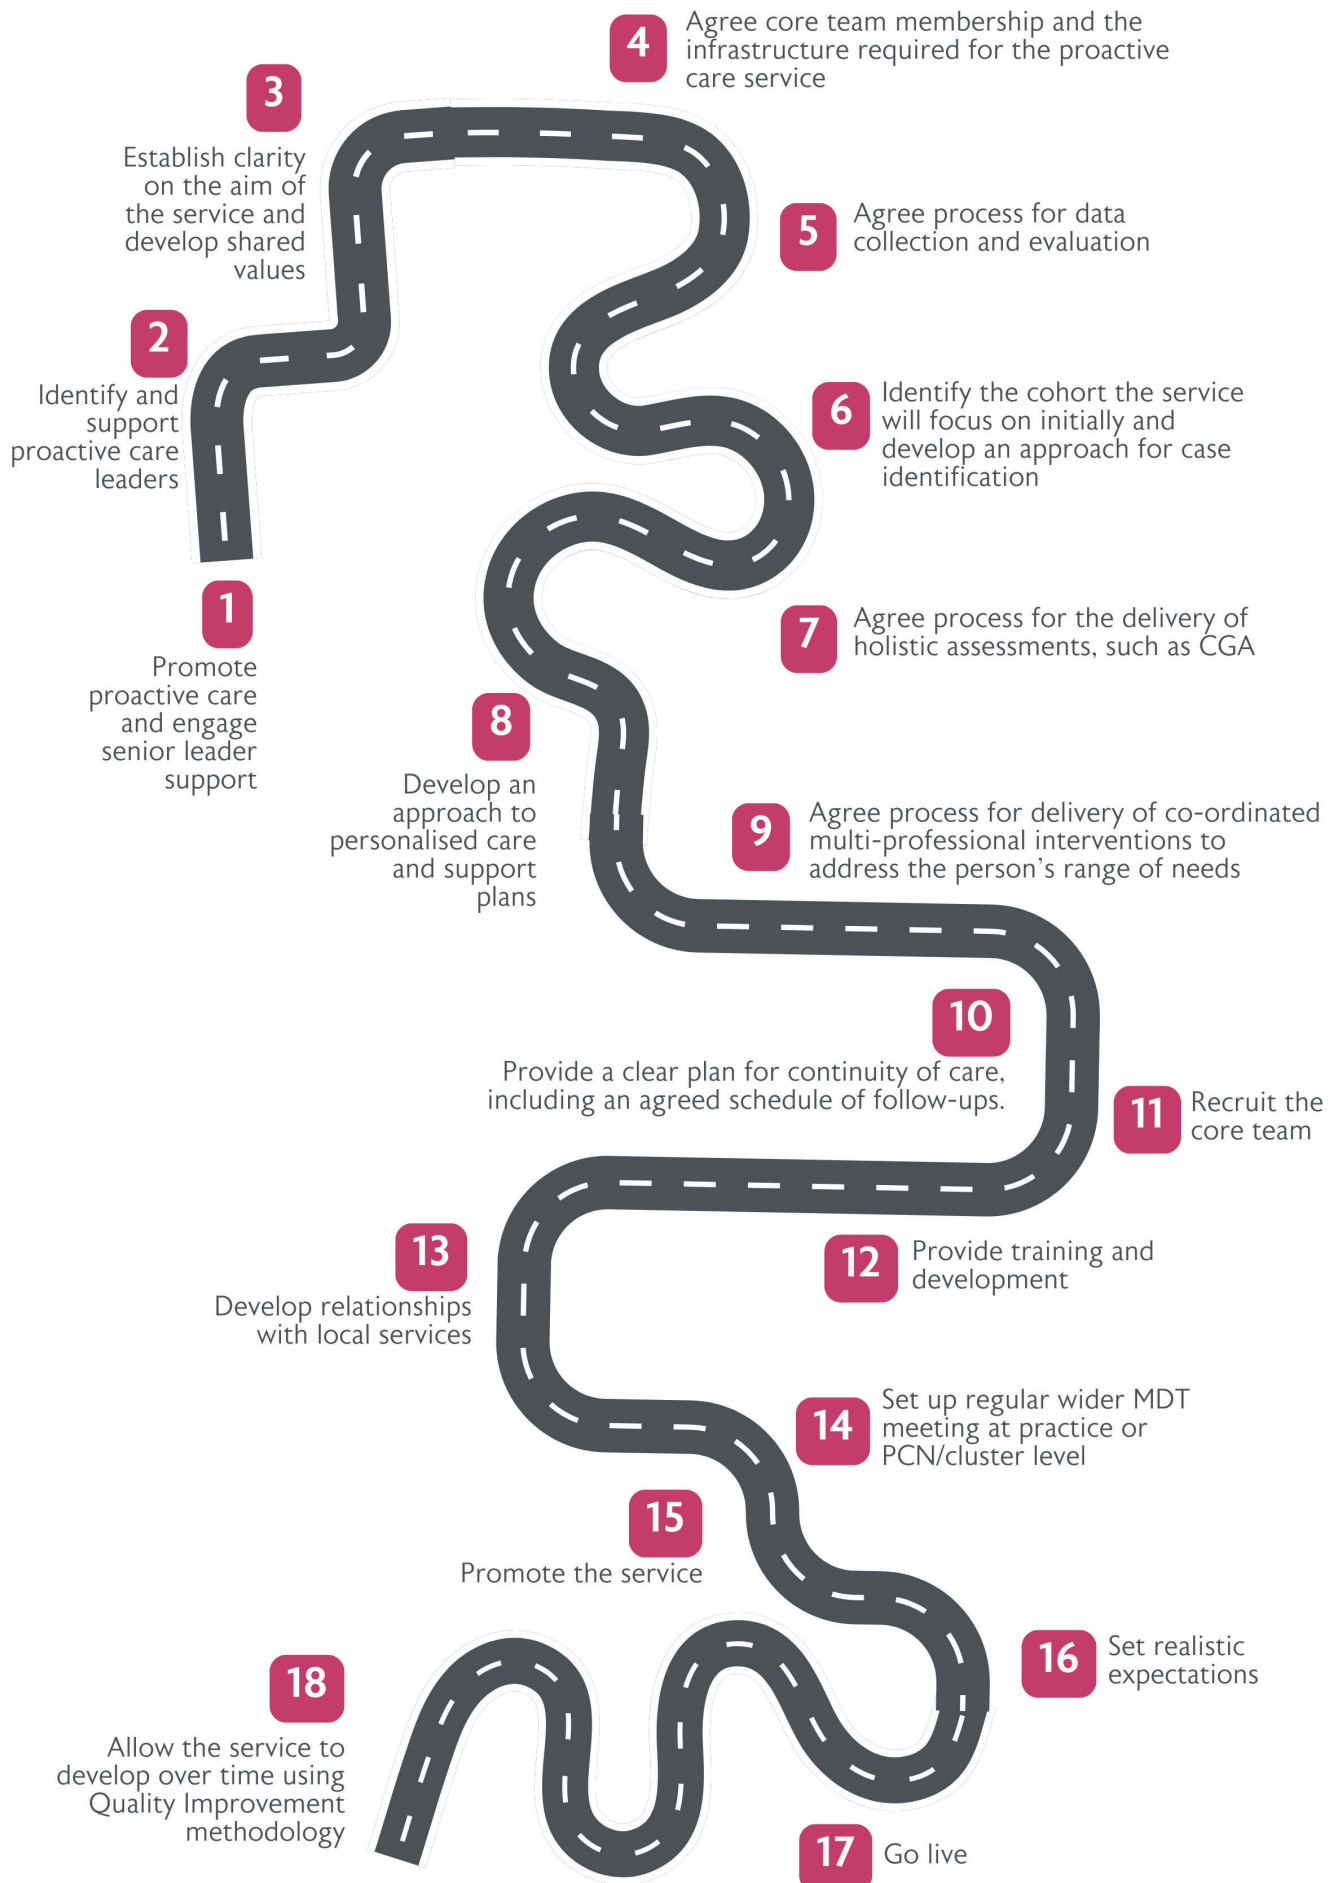 1
Promote
proactive care
and engage
senior leader
support
2
Identify and
support
proactive care
leaders
3
Establish clarity
on the aim of
the service and
develop shared
values
4
Agree core team membership and the
infrastructure required for the proactive
care service
5
Agree process for data
collection and evaluation
6
Identify the cohort the service
will focus on initially and
develop an approach for case
identification
7
Agree process for the delivery of
holistic assessments, such as CGA
8
Develop an
approach to
personalised care
and support
plans
9
Agree process for delivery of co-ordinated
multi-professional interventions to
address the person's range of needs
10
Provide a clear plan for continuity of care,
including an agreed schedule of follow-ups.
11
Recruit the
core team
12
Provide training and
development
13
Develop relationships
with local services
14
Set up regular wider MDT
meeting at practice or
PCN/cluster level
15
Promote the service
16
Set realistic
expectations
17
Go live
18
Allow the service to
develop over time using
Quality Improvement
methodology